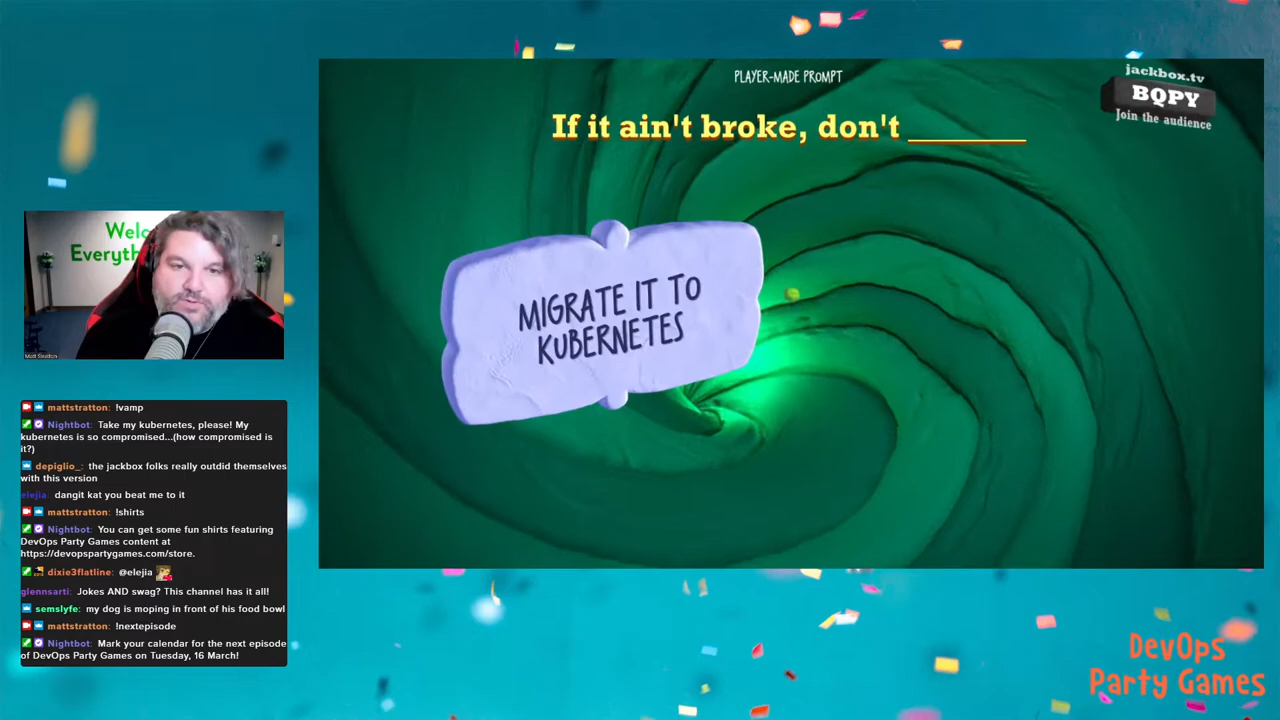 PLAYER-MADE PROMPT
If it ain't broke, don't ________
jackbox.tv
BQPY
Join the audience
MIGRATE IT TO
KUBERNETES
Welc
Everyth
Matt Stratton
mattstratton: !vamp
Nightbot: Take my kubernetes, please! My
kubernetes is so compromised...(how compromised is
it?)
depiglio_: the jackbox folks really outdid themselves
with this version
elejia: dangit kat you beat me to it
mattstratton: !shirts
Nightbot: You can get some fun shirts featuring
DevOps Party Games content at
https://devopspartygames.com/store.
dixie3flatline: @elejia
glennsarti: Jokes AND swag? This channel has it all!
semslyfe: my dog is moping in front of his food bowl
mattstratton: !nextepisode
Nightbot: Mark your calendar for the next episode
of DevOps Party Games on Tuesday, 16 March!
DevOps
Party Games